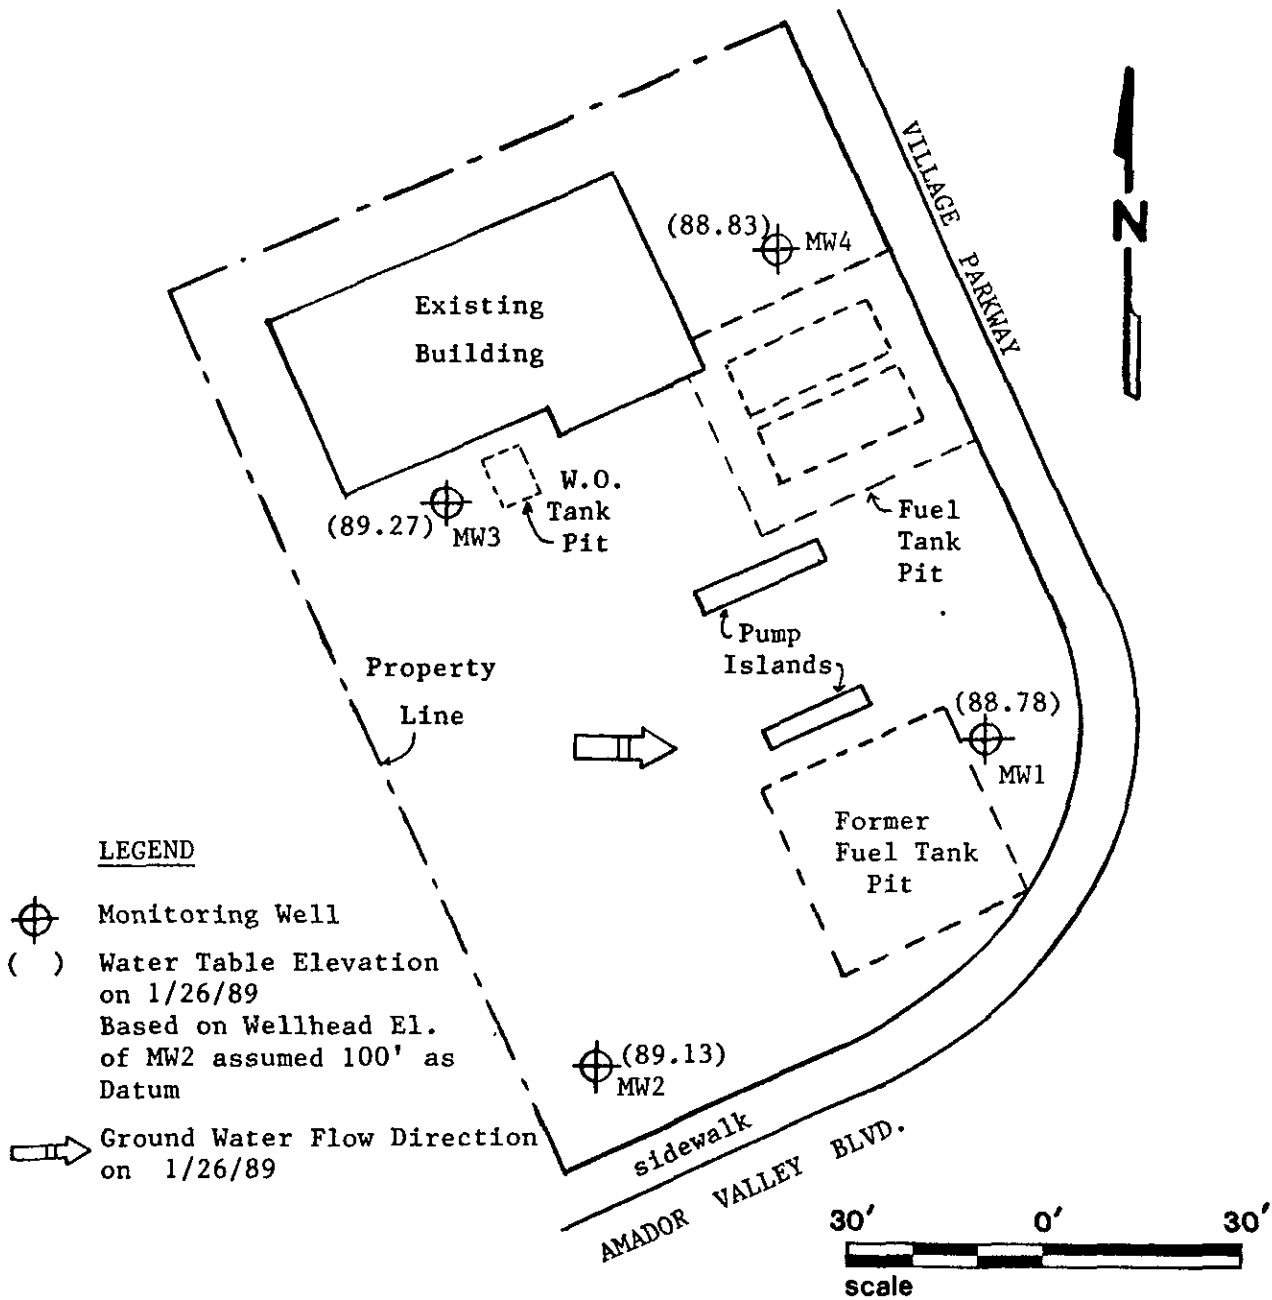 VILLAGE PARKWAY
N
(88.83)
MW4
Existing
Building
W.O.
Tank
Pit
(89.27)
MW3
Fuel
Tank
Pit
Pump
Islands
Property
Line
(88.78)
MW1
Former
Fuel Tank
Pit
LEGEND
Monitoring Well
( ) Water Table Elevation
on 1/26/89
Based on Wellhead El.
of MW2 assumed 100' as
Datum
Ground Water Flow Direction
on 1/26/89
(89.13)
MW2
sidewalk
AMADOR VALLEY BLVD.
30' 0' 30'
scale